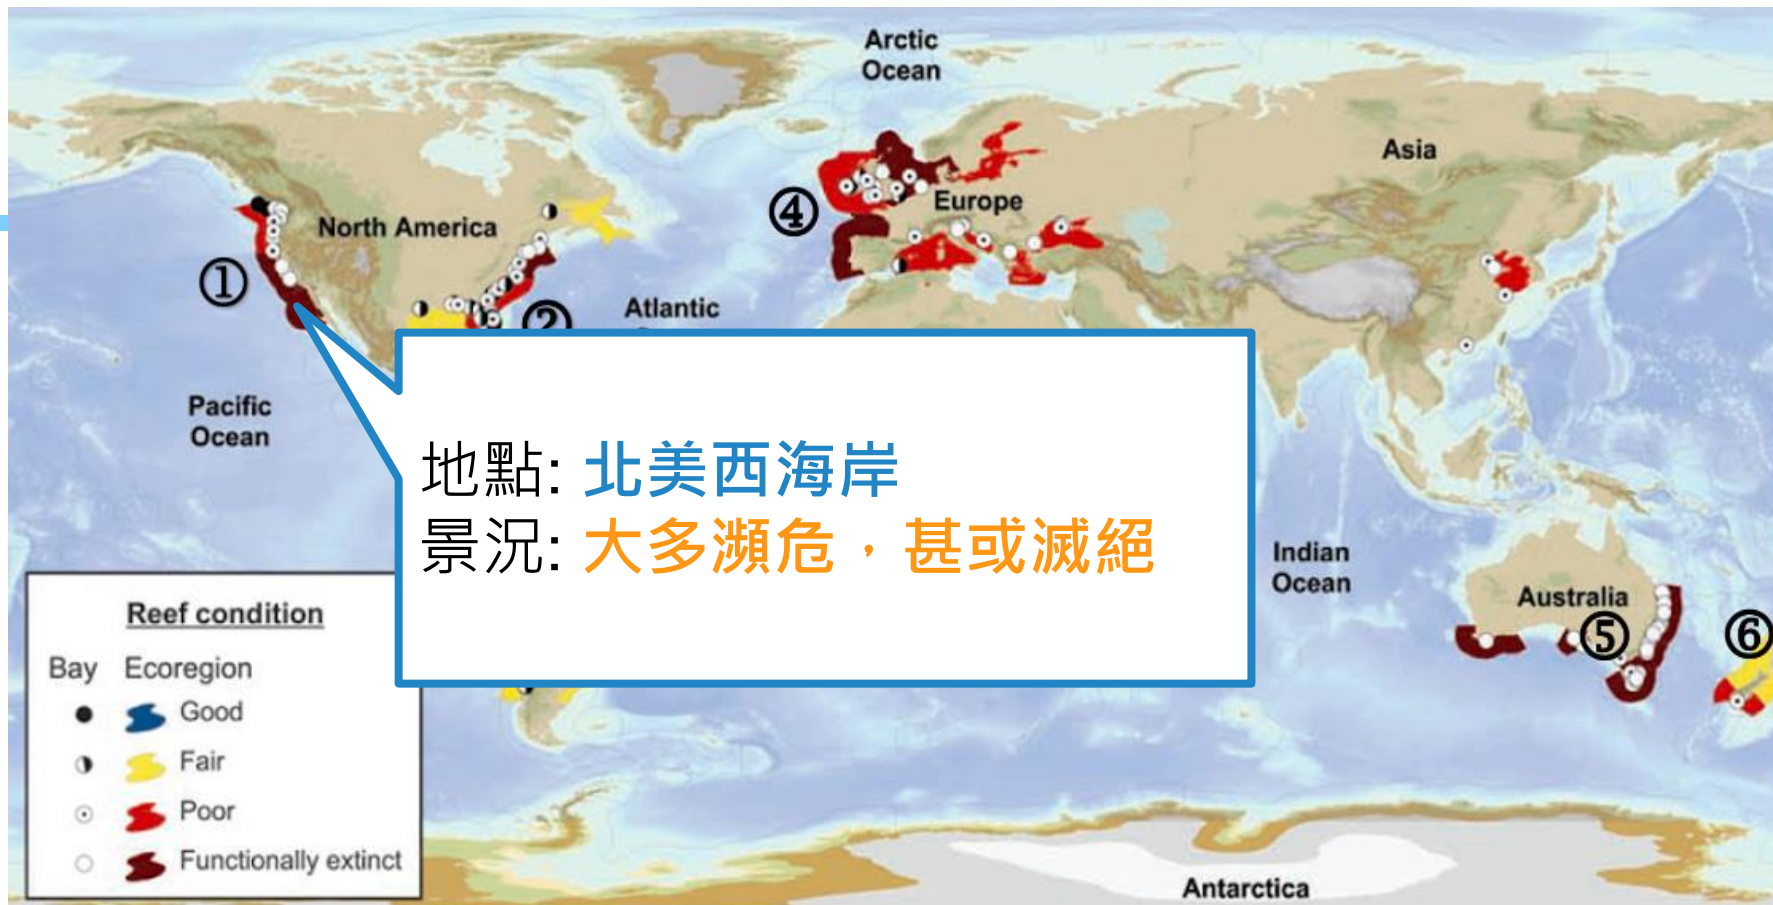 Arctic
Ocean
Asia
Europe
North America
④
①
②
Atlantic
Pacific
Ocean
地點: 北美西海岸
景況: 大多瀕危，甚或滅絕
Indian
Ocean
Australia
⑤
⑥
Reef condition
Bay Ecoregion
Good
Fair
Poor
Functionally extinct
Antarctica